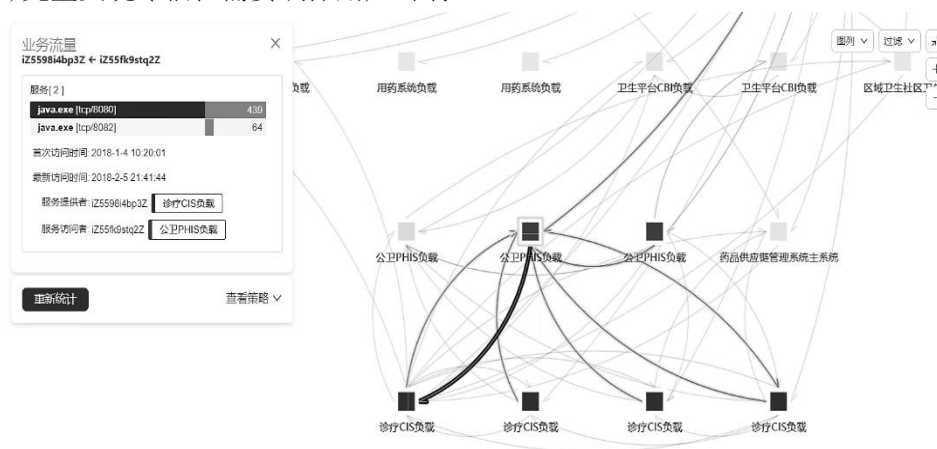 业务流量
iZ5598i4bp3Z ← iZ55fk9stq2Z
服务[2]
java.exe [tcp/8080] 439
java.exe [tcp/8082] 64
首次访问时间: 2018-1-4 10:20:01
最新访问时间: 2018-2-5 21:41:44
服务提供者: iZ5598i4bp3Z 诊疗CIS负载
服务访问者: iZ55fk9stq2Z 公卫PHIS负载
重新统计 查看策略
图列 过滤
负载 用药系统负载 用药系统负载 卫生平台CBI负载 卫生平台CBI负载 区域卫生社区
公卫PHIS负载 公卫PHIS负载 公卫PHIS负载 药品供应链管理系统主系统
诊疗CIS负载 诊疗CIS负载 诊疗CIS负载 诊疗CIS负载